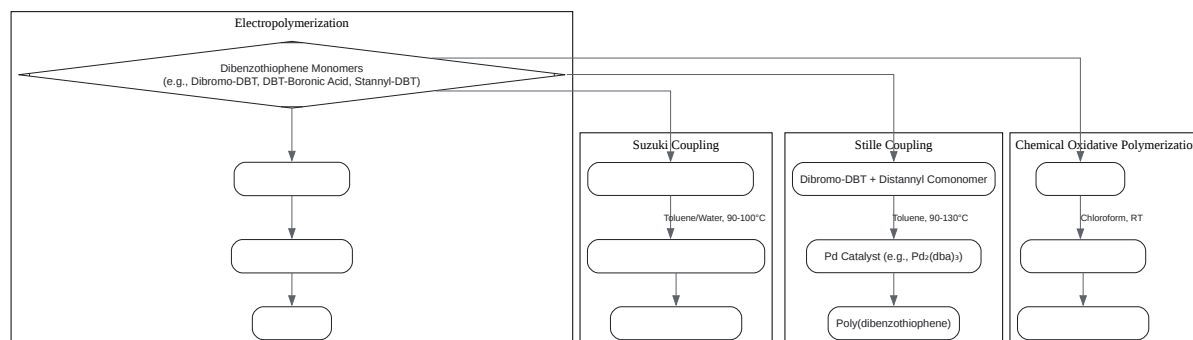 Electropolymerization
Dibenzothiophene Monomers
(e.g., Dibromo-DBT, DBT-Boronic Acid, Stannyl-DBT)
Suzuki Coupling
Stille Coupling
Chemical Oxidative Polymerizatio
Dibromo-DBT + Distannyl Comonomer
Toluene/Water, 90-100°C
Toluene, 90-130°C
Chloroform, RT
Pd Catalyst (e.g., Pd₂(dba)₃)
Poly(dibenzothiophene)